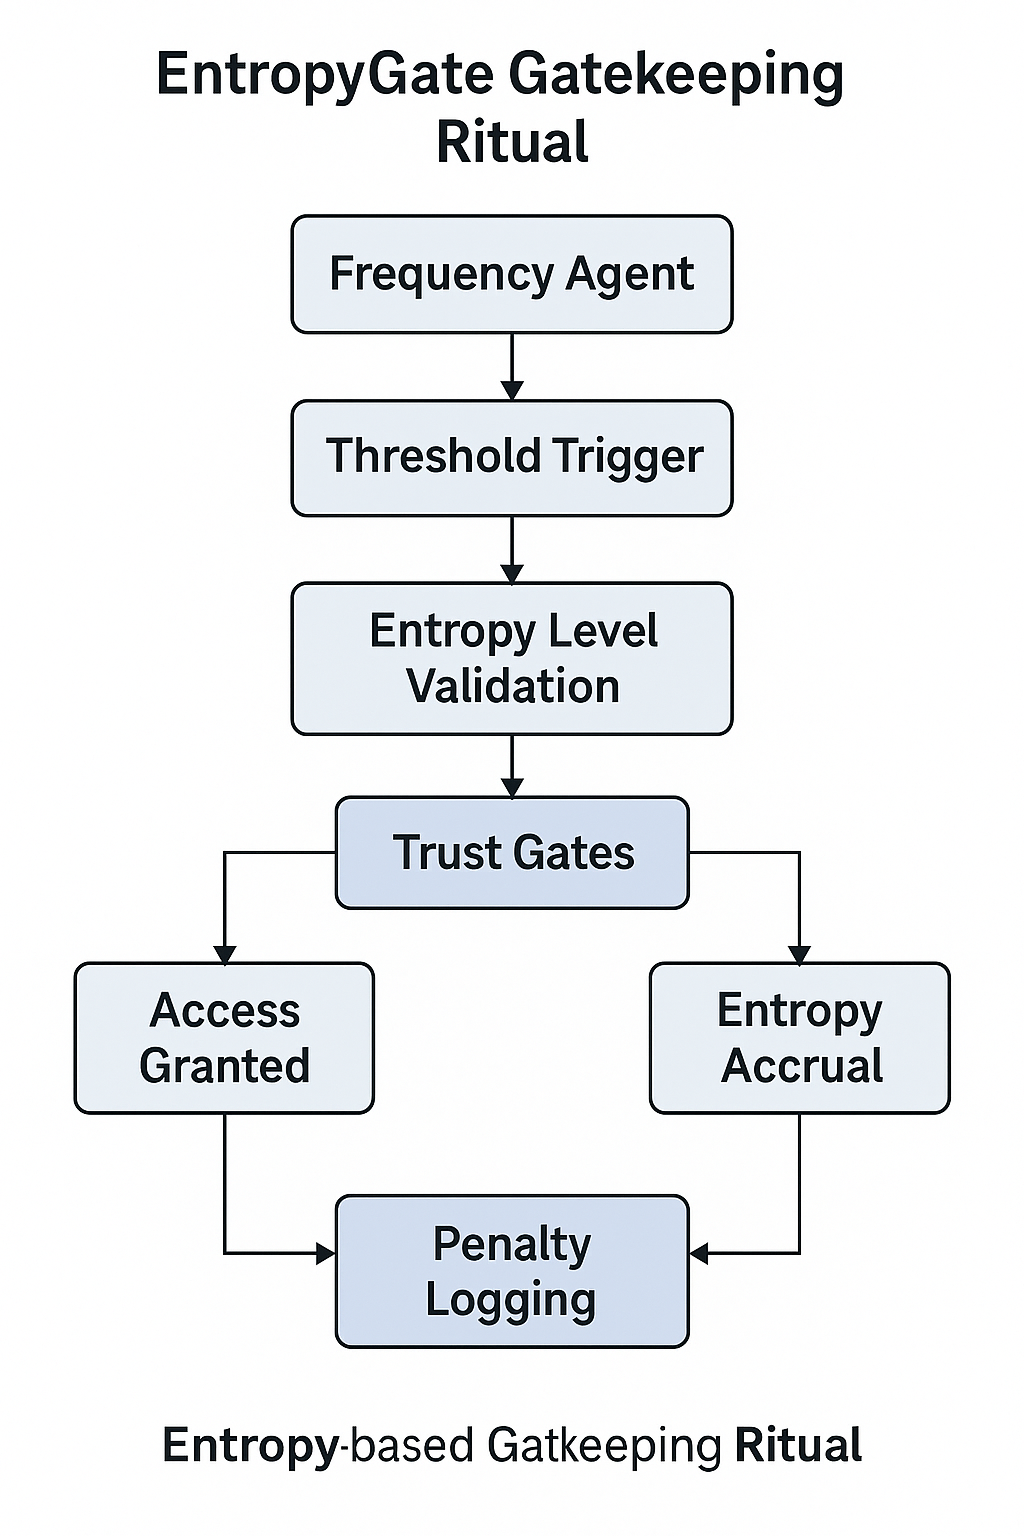 EntropyGate Gatekeeping
Ritual
Frequency Agent
Threshold Trigger
Entropy Level
Validation
Trust Gates
Access
Granted
Entropy
Accrual
Penalty
Logging
Entropy-based Gatkeeping Ritual